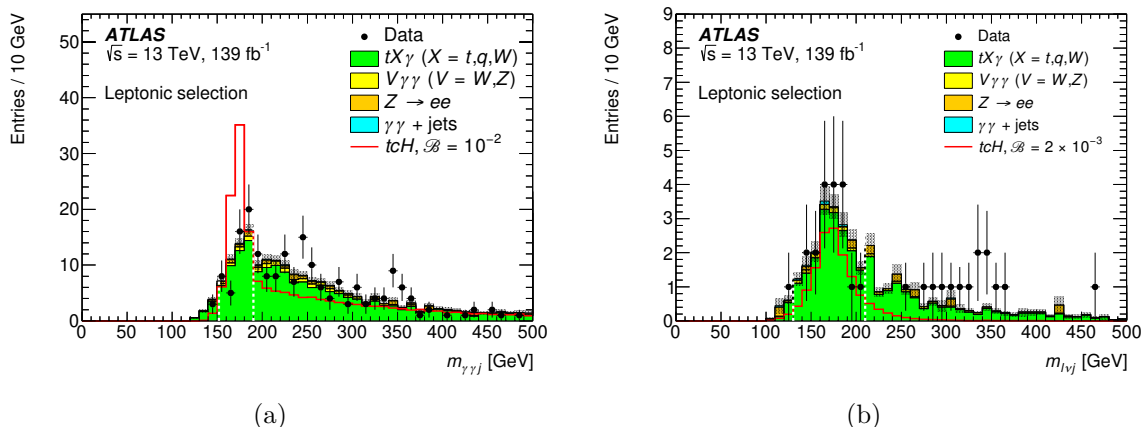 ATLAS
√s = 13 TeV, 139 fb⁻¹
Leptonic selection
Data
tXγ (X = t,q,W)
Vγγ (V = W,Z)
Z → ee
γγ + jets
tcH, ℬ = 10⁻²
Entries / 10 GeV
50
40
30
20
10
0
0 50 100 150 200 250 300 350 400 450 500
m_γγj [GeV]
(a)
ATLAS
√s = 13 TeV, 139 fb⁻¹
Leptonic selection
Data
tXγ (X = t,q,W)
Vγγ (V = W,Z)
Z → ee
γγ + jets
tcH, ℬ = 2 × 10⁻³
Entries / 10 GeV
9
8
7
6
5
4
3
2
1
0
0 50 100 150 200 250 300 350 400 450 500
m_lνj [GeV]
(b)